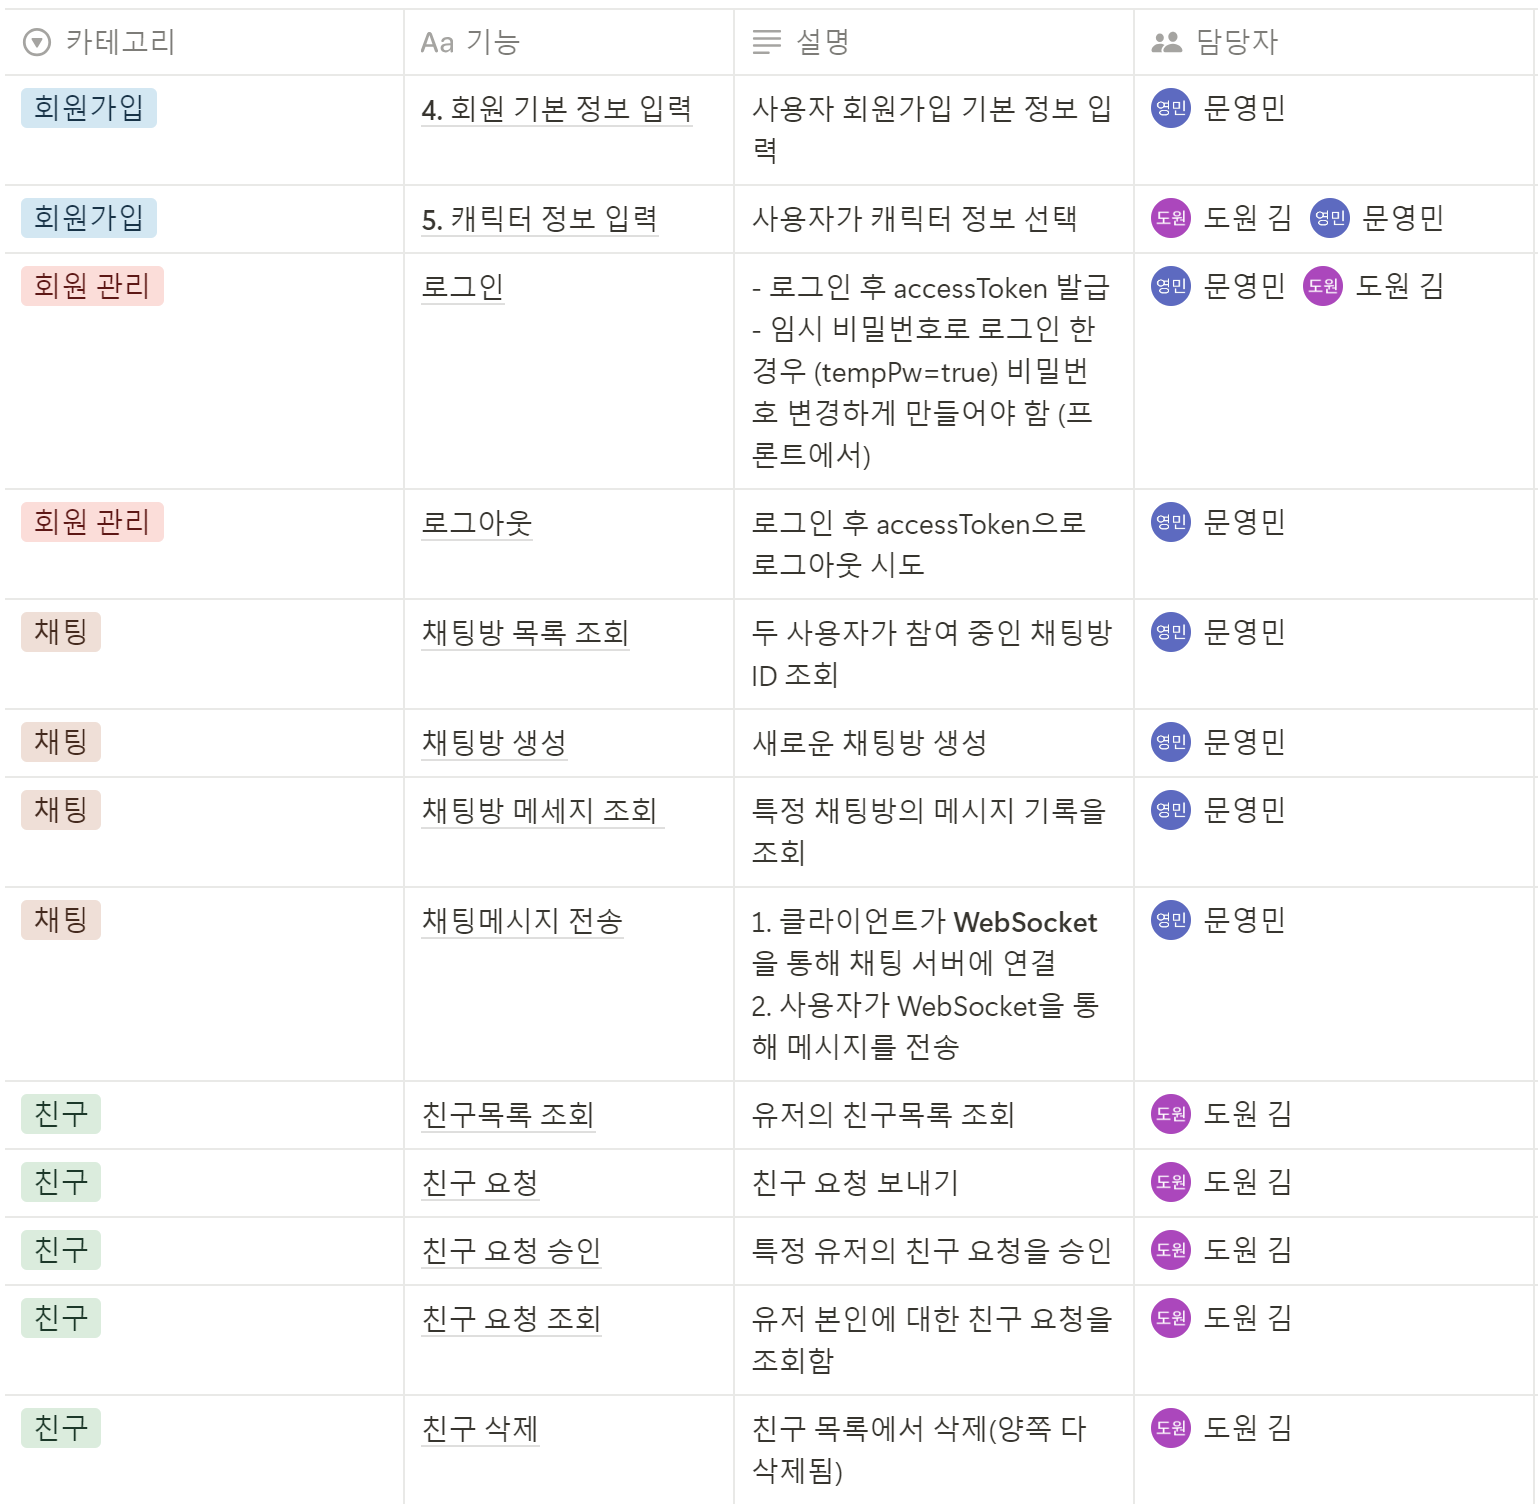 카테고리 Aa 기능 설명 담당자
회원가입 4. 회원 기본 정보 입력 사용자 회원가입 기본 정보 입 영민 문영민
력
회원가입 5. 캐릭터 정보 입력 사용자가 캐릭터 정보 선택 도원 도원 김 영민 문영민
회원 관리 로그인 - 로그인 후 accessToken 발급 영민 문영민 도원 도원 김
- 임시 비밀번호로 로그인 한
경우 (tempPw=true) 비밀번
호 변경하게 만들어야 함 (프
론트에서)
회원 관리 로그아웃 로그인 후 accessToken으로 영민 문영민
로그아웃 시도
채팅 채팅방 목록 조회 두 사용자가 참여 중인 채팅방 영민 문영민
ID 조회
채팅 채팅방 생성 새로운 채팅방 생성 영민 문영민
채팅 채팅방 메세지 조회 특정 채팅방의 메시지 기록을 영민 문영민
조회
채팅 채팅메시지 전송 1. 클라이언트가 WebSocket 영민 문영민
을 통해 채팅 서버에 연결
2. 사용자가 WebSocket을 통
해 메시지를 전송
친구 친구목록 조회 유저의 친구목록 조회 도원 도원 김
친구 친구 요청 친구 요청 보내기 도원 도원 김
친구 친구 요청 승인 특정 유저의 친구 요청을 승인 도원 도원 김
친구 친구 요청 조회 유저 본인에 대한 친구 요청을 도원 도원 김
조회함
친구 친구 삭제 친구 목록에서 삭제(양쪽 다 도원 도원 김
삭제됨)